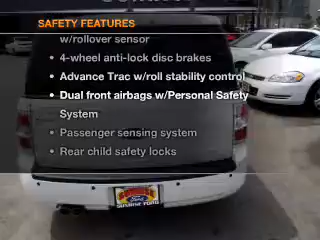 SAFETY FEATURES
w/rollover sensor
• 4-wheel anti-lock disc brakes
• Advance Trac w/roll stability control
• Dual front airbags w/Personal Safety
System
• Passenger sensing system
• Rear child safety locks